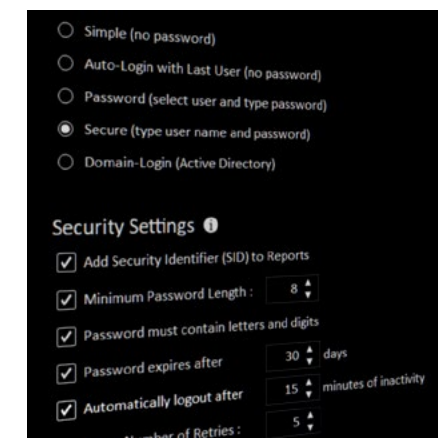 Simple (no password)
Auto-Login with Last User (no password)
Password (select user and type password)
Secure (type user name and password)
Domain-Login (Active Directory)
Security Settings i
Add Security Identifier (SID) to Reports
Minimum Password Length : 8
Password must contain letters and digits
Password expires after 30 days
Automatically logout after 15 minutes of inactivity
Number of Retries : 5